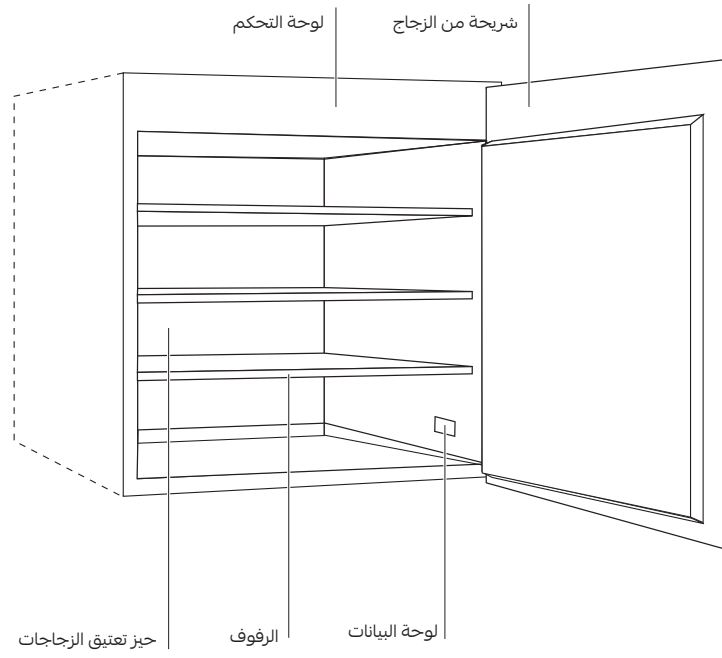 شريحة من الزجاج
لوحة التحكم
لوحة البيانات
الرفوف
حيز تعتيق الزجاجات